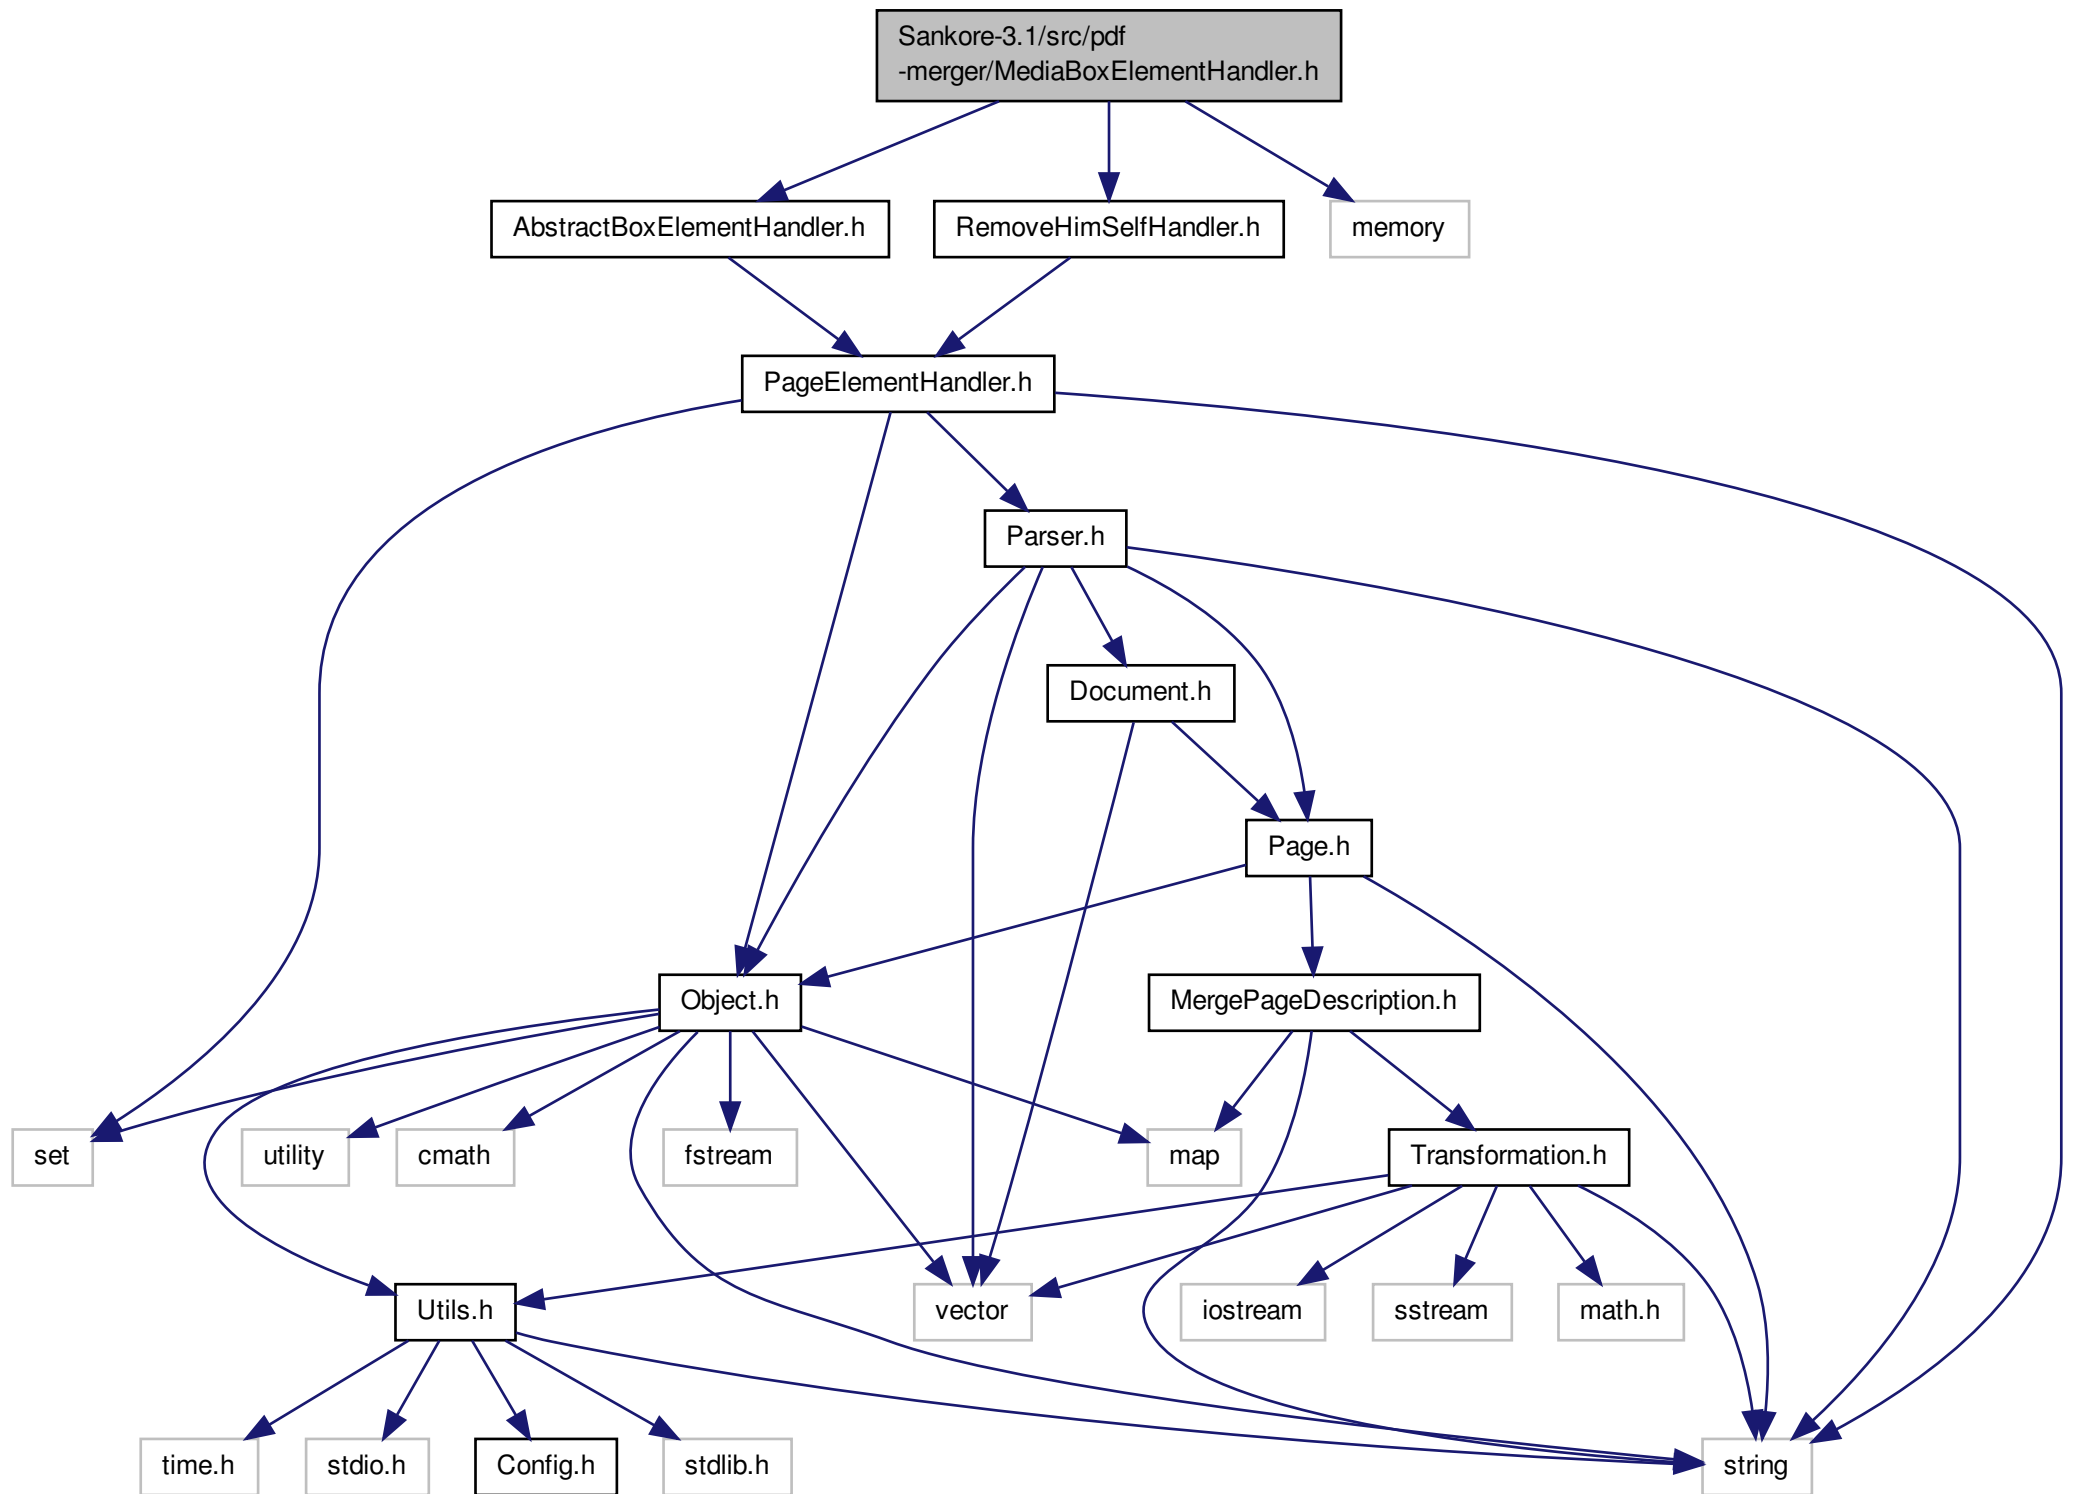 Sankore-3.1/src/pdf
-merger/MediaBoxElementHandler.h
AbstractBoxElementHandler.h
RemoveHimSelfHandler.h
memory
PageElementHandler.h
Parser.h
Document.h
Page.h
Object.h
MergePageDescription.h
set
utility
cmath
fstream
map
Transformation.h
Utils.h
vector
iostream
sstream
math.h
time.h
stdio.h
Config.h
stdlib.h
string